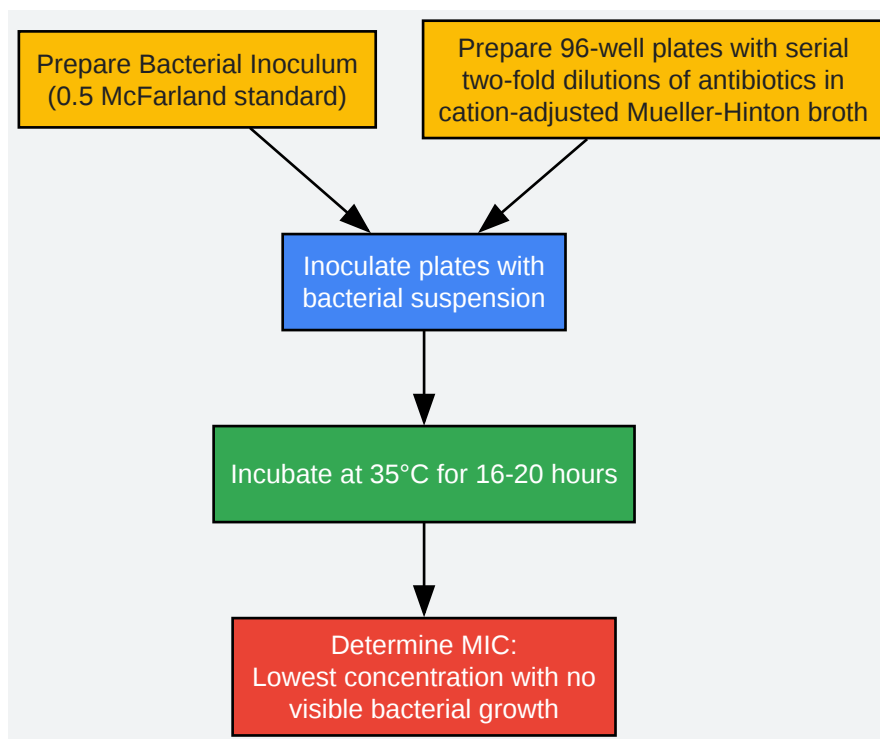 Prepare Bacterial Inoculum
(0.5 McFarland standard)
Prepare 96-well plates with serial
two-fold dilutions of antibiotics in
cation-adjusted Mueller-Hinton broth
Inoculate plates with
bacterial suspension
Incubate at 35°C for 16-20 hours
Determine MIC:
Lowest concentration with no
visible bacterial growth